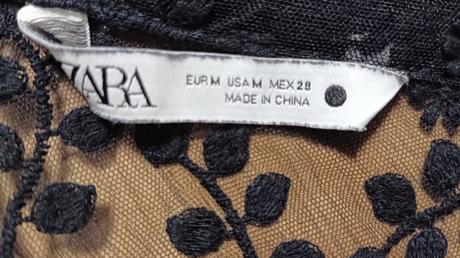 ZARA
EUR M USA M MEX 28
MADE IN CHINA